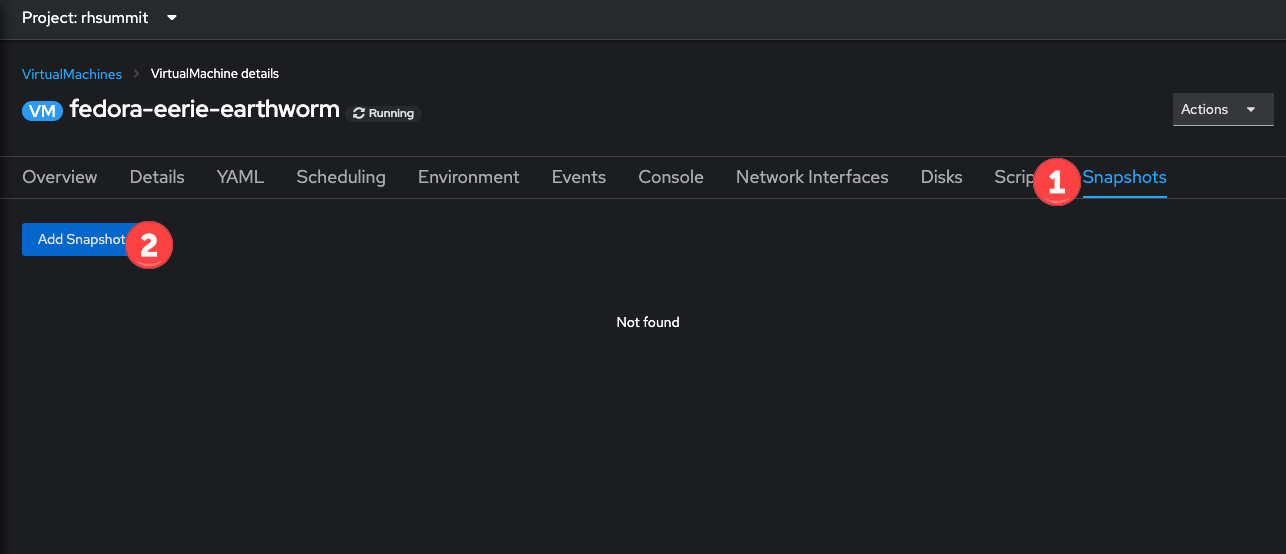 Project: rhsummit
VirtualMachines VirtualMachine details
VM fedora-eerie-earthworm Running
Actions
Overview Details YAML Scheduling Environment Events Console Network Interfaces Disks Scrip 1 Snapshots
Add Snapshot 2
Not found